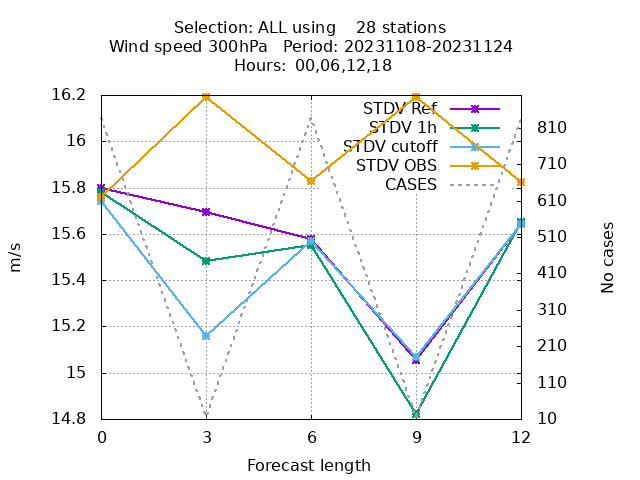 Selection: ALL using    28 stations
Wind speed 300hPa   Period: 20231108-20231124
Hours:  00,06,12,18
STDV Ref
STDV 1h
STDV cutoff
STDV OBS
CASES
16.2
16
15.8
15.6
15.4
15.2
15
14.8
m/s
810
710
610
510
410
310
210
110
10
No cases
0
3
6
9
12
Forecast length